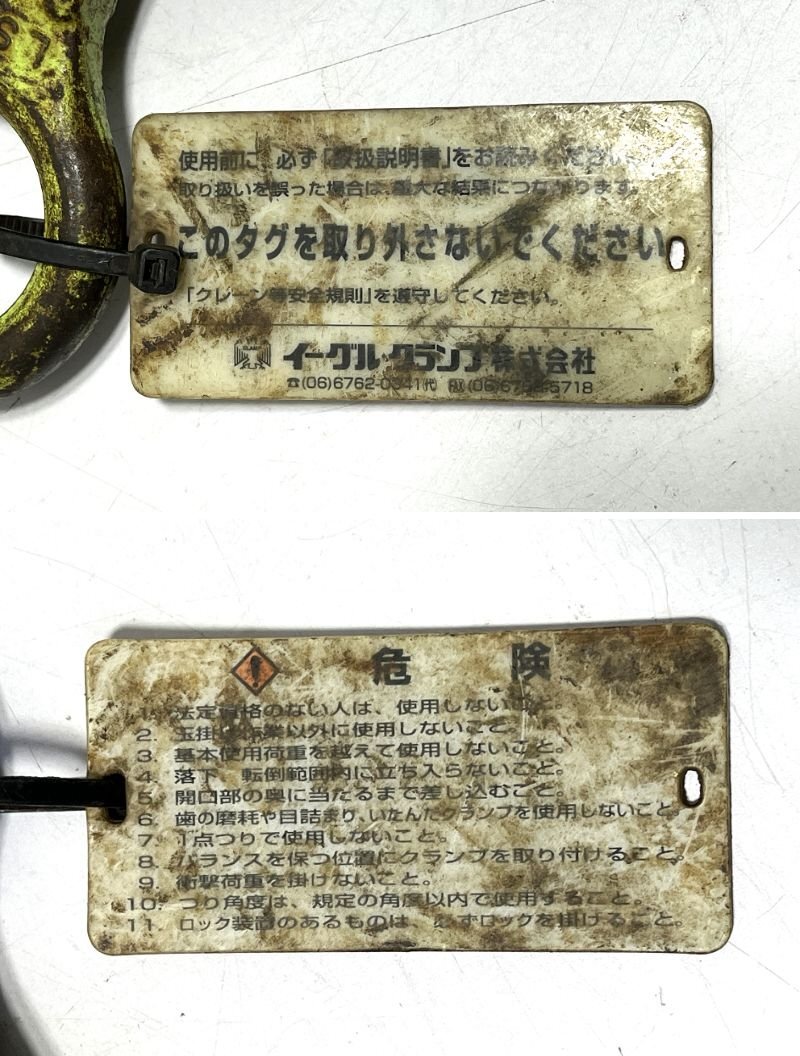 67
使用前に、必ず「取扱説明書」をお読みください。
取り扱いを誤った場合は、重大な結果につながります。
このタグを取り外さないでください
「クレーン等安全規則」を遵守してください。
イーグル・クランプ株式会社
☎(06)6762-0341代 FAX(06)
危険
1. 法定資格のない人は、使用しないこと。
2. 玉掛け作業以外に使用しないこと。
3. 基本使用荷重を越えて使用しないこと。
4. 落下、転倒範囲内に立ち入らないこと。
5. 開口部の奥に当たるまで差し込むこと。
6. 歯の磨耗や目詰まり、いたんだクランプを使用しないこと。
7. 1点つりで使用しないこと。
8. バランスを保つ位置にクランプを取り付けること。
9. 衝撃荷重を掛けないこと。
10. つり角度は、規定の角度以内で使用すること。
11. ロック装置のあるものは、必ずロックを掛けること。